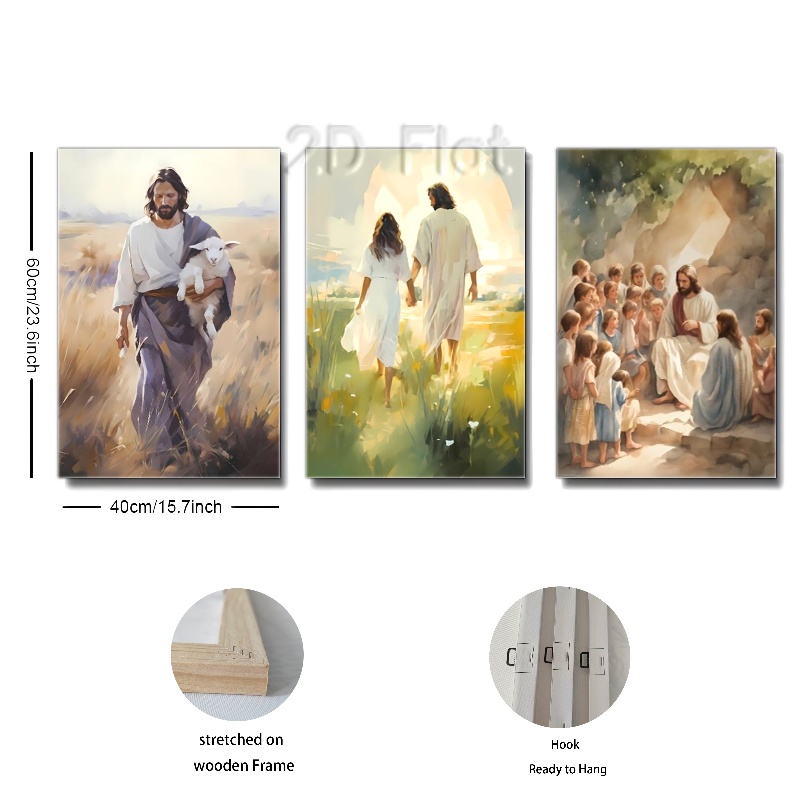 2D Flat
60cm/23.6inch
40cm/15.7inch
stretched on
wooden Frame
Hook
Ready to Hang